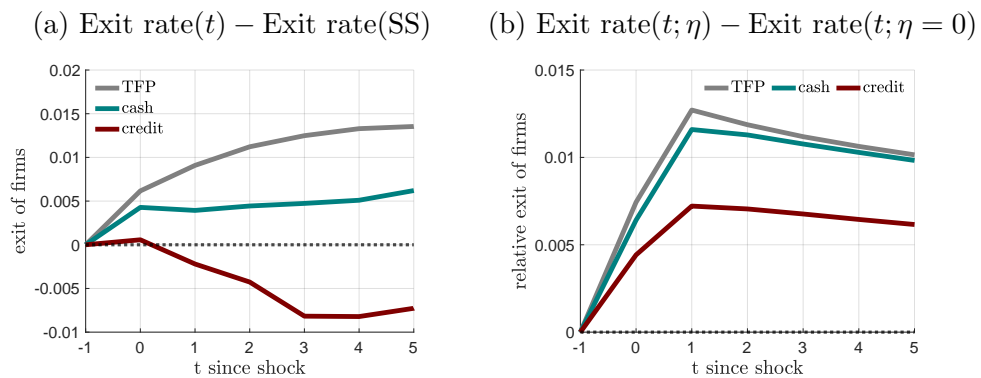 (a) Exit rate(t) − Exit rate(SS)
0.02
0.015
0.01
0.005
0
-0.005
-0.01
TFP
cash
credit
exit of firms
-1 0 1 2 3 4 5
t since shock
(b) Exit rate(t; η) − Exit rate(t; η = 0)
0.015
0.01
0.005
0
TFP cash credit
relative exit of firms
-1 0 1 2 3 4 5
t since shock